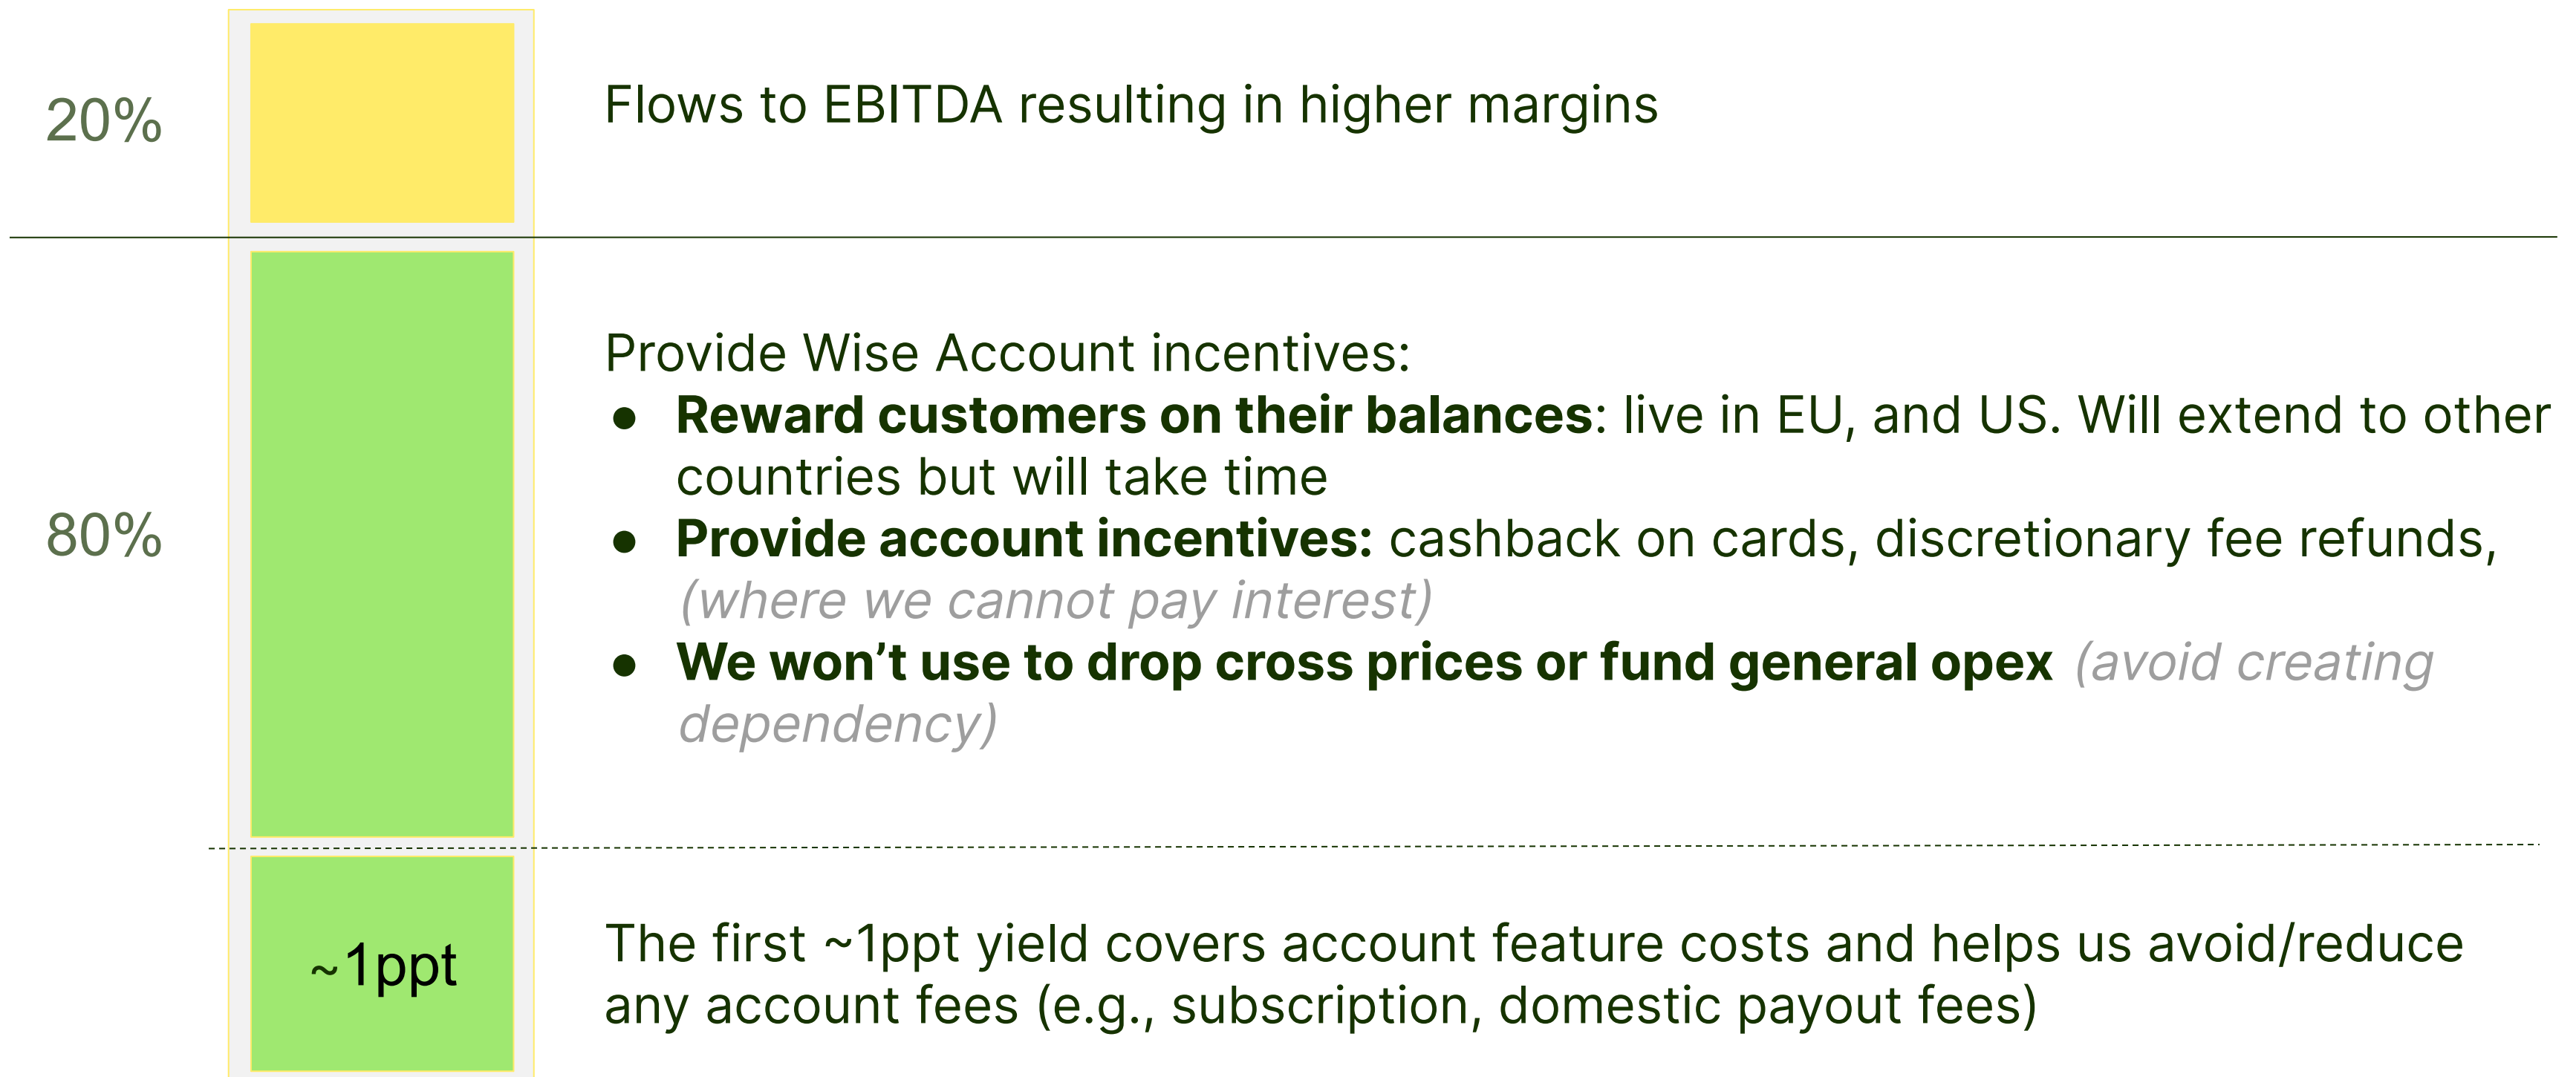 20%
Flows to EBITDA resulting in higher margins
80%
Provide Wise Account incentives:
● Reward customers on their balances: live in EU, and US. Will extend to other
countries but will take time
● Provide account incentives: cashback on cards, discretionary fee refunds,
(where we cannot pay interest)
● We won’t use to drop cross prices or fund general opex (avoid creating
dependency)
~1ppt
The first ~1ppt yield covers account feature costs and helps us avoid/reduce
any account fees (e.g., subscription, domestic payout fees)